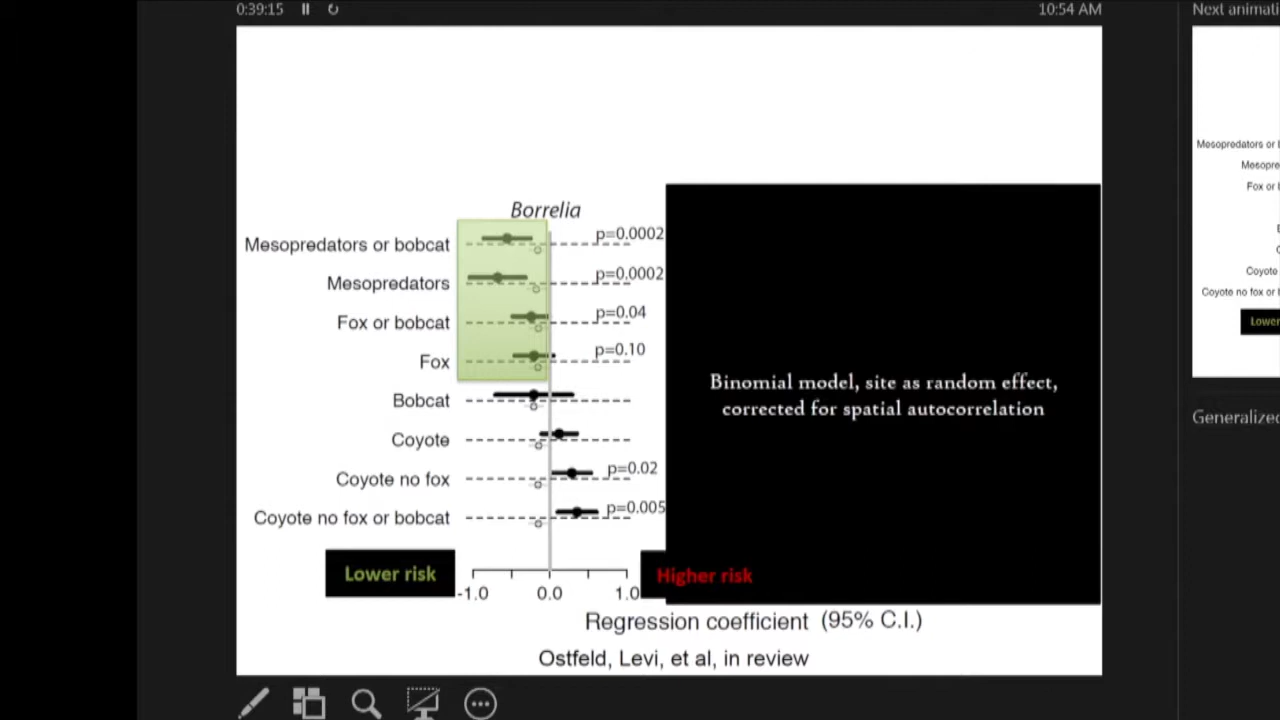 0:39:15
10:54 AM
Next animati
Borrelia
Mesopredators or bobcat
p=0.0002
Mesopredators
p=0.0002
Fox or bobcat
p=0.04
Fox
p=0.10
Bobcat
Coyote
Coyote no fox
p=0.02
Coyote no fox or bobcat
p=0.005
Binomial model, site as random effect,
corrected for spatial autocorrelation
Lower risk
Higher risk
-1.0 0.0 1.0
Regression coefficient (95% C.I.)
Ostfeld, Levi, et al, in review
Mesopredators or b
Mesopre
Fox or b
Coyote
Coyote no fox or b
Lower
Generalized